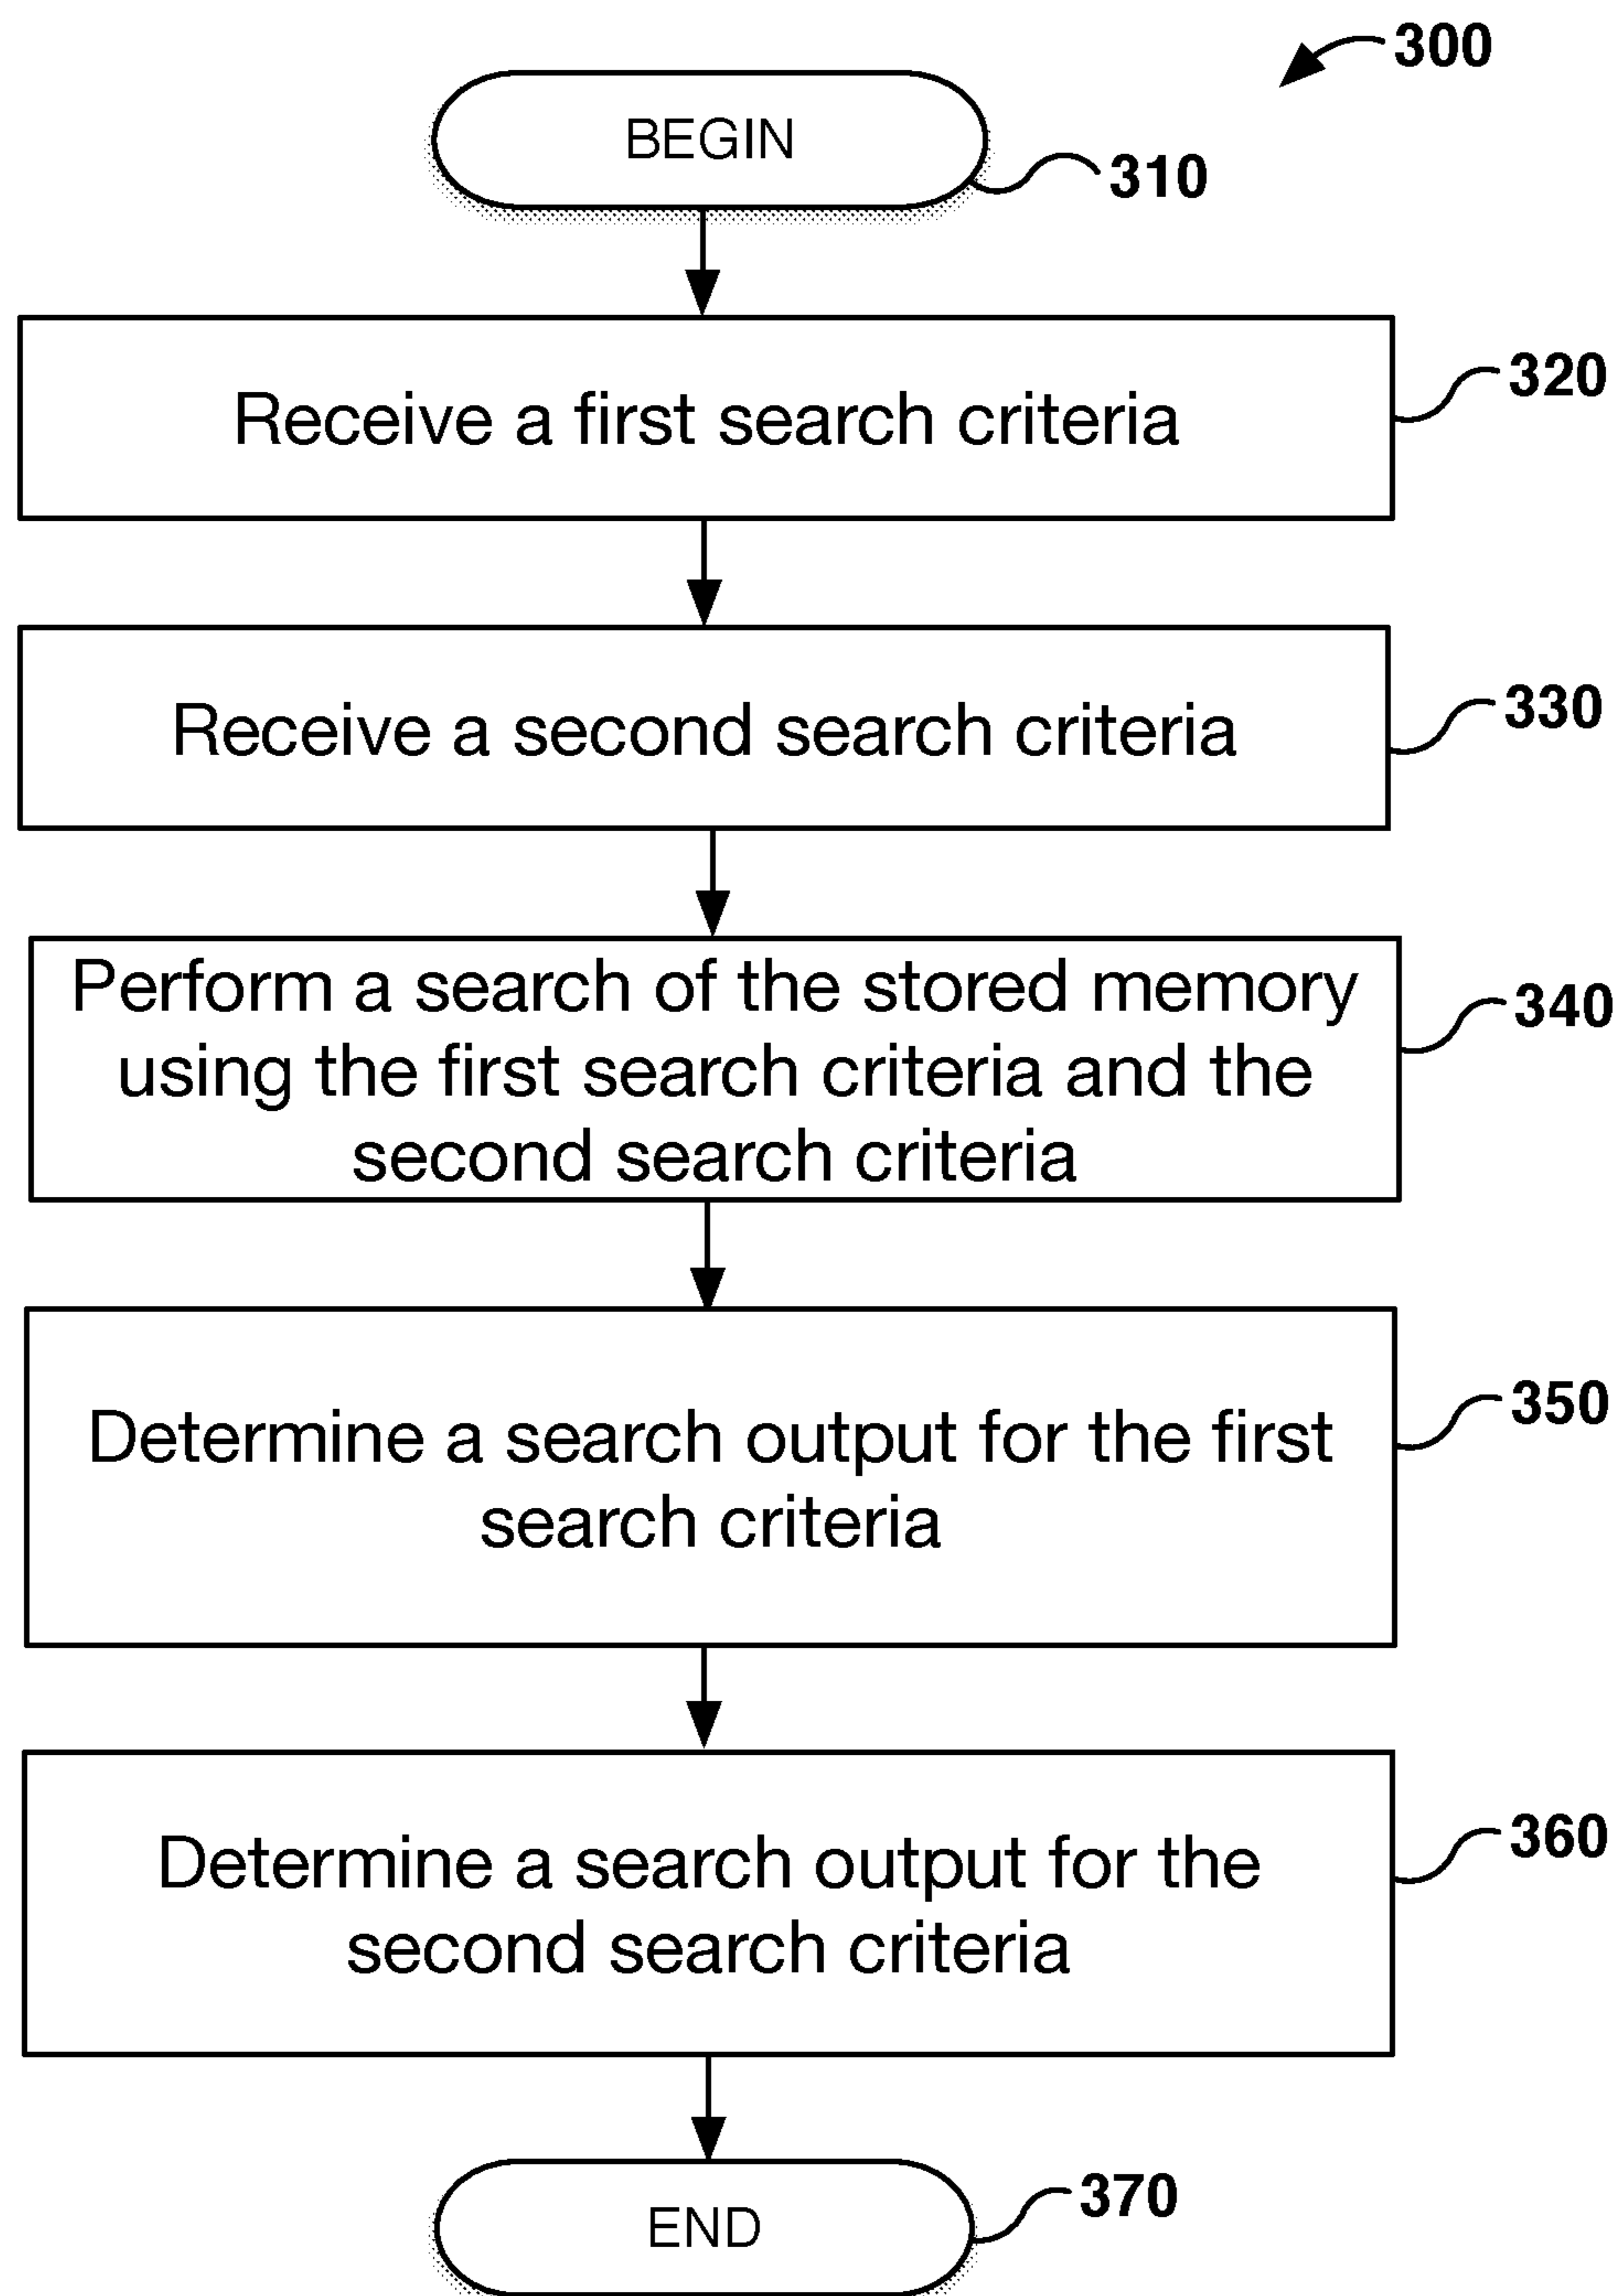 300
BEGIN
310
Receive a first search criteria
320
Receive a second search criteria
330
Perform a search of the stored memory
using the first search criteria and the
second search criteria
340
Determine a search output for the first
search criteria
350
Determine a search output for the
second search criteria
360
END
370